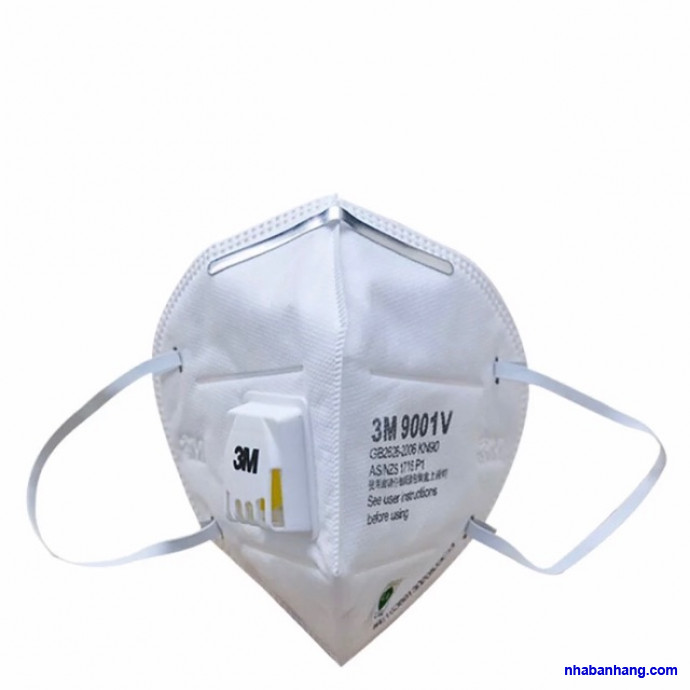 3M
3M 9001V
GB2626-2006 KN90
AS/NZS 1716 P1
See user instructions
before using
nhabanhang.com